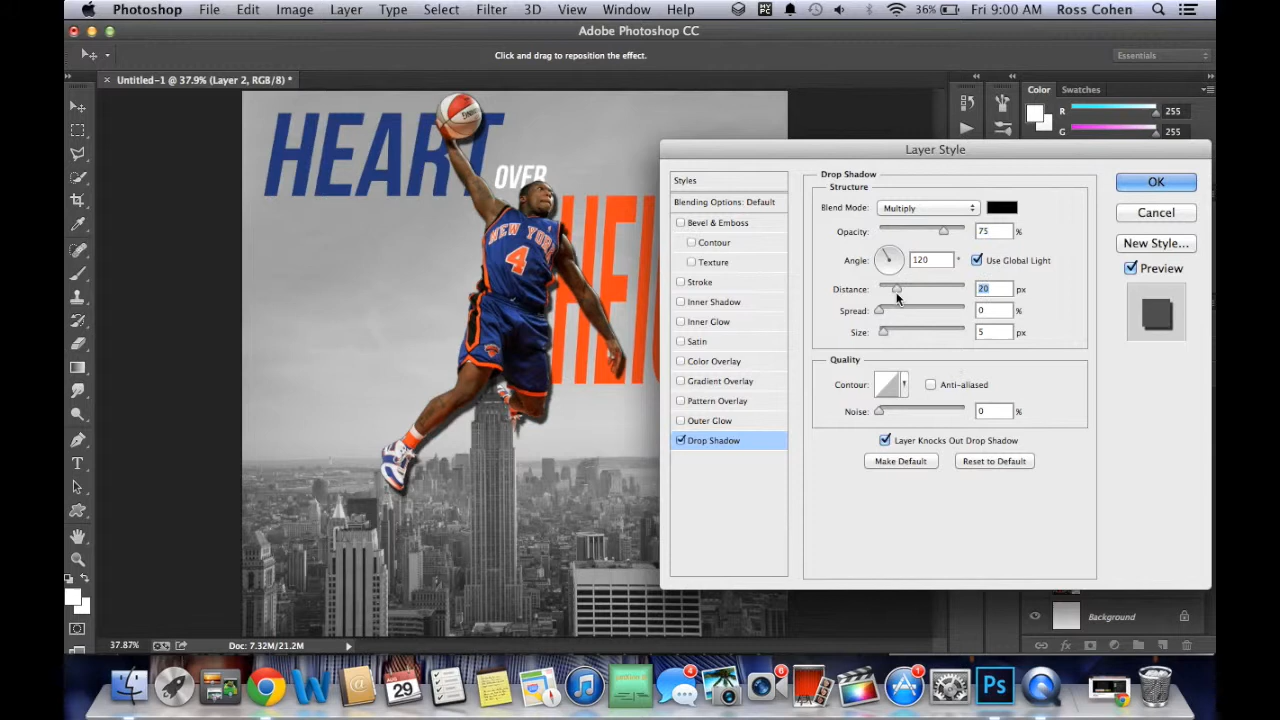 Photoshop File Edit Image Layer Type Select Filter 3D View Window Help 36% Fri 9:00 AM Ross Cohen
Adobe Photoshop CC
Click and drag to reposition the effect.
Essentials
× Untitled-1 @ 37.9% (Layer 2, RGB/8) *
Color Swatches
R 255
G 255
HEART
OVER
NEW YORK
4
Layer Style
Styles
Blending Options: Default
Bevel & Emboss
Contour
Texture
Stroke
Inner Shadow
Inner Glow
Satin
Color Overlay
Gradient Overlay
Pattern Overlay
Outer Glow
Drop Shadow
Drop Shadow
Structure
Blend Mode: Multiply
Opacity: 75 %
Angle: 120 ° Use Global Light
Distance: 20 px
Spread: 0 %
Size: 5 px
Quality
Contour: Anti-aliased
Noise: 0 %
Layer Knocks Out Drop Shadow
Make Default Reset to Default
OK
Cancel
New Style...
Preview
Background
37.87% Doc: 7.32M/21.2M
fx
AUG
29
4
6
1
Ps